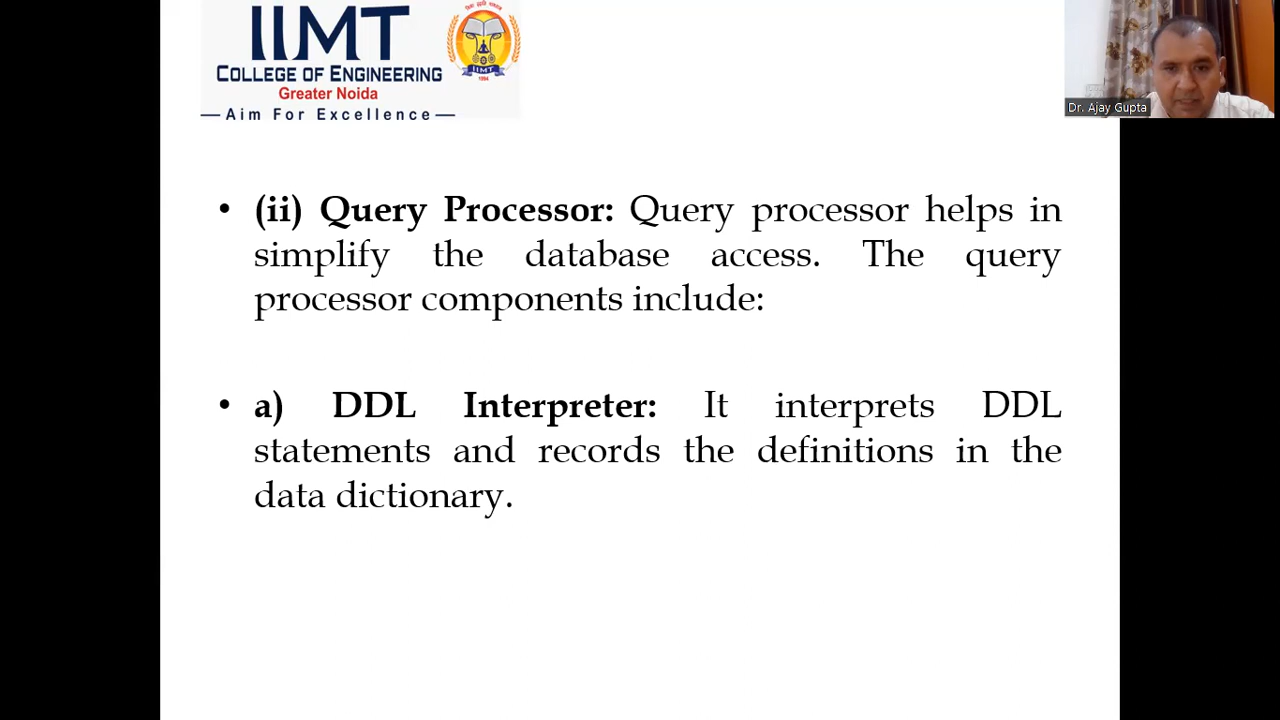 IIMT
COLLEGE OF ENGINEERING
Greater Noida
—Aim For Excellence—
IIMT
Dr. Ajay Gupta
• (ii) Query Processor: Query processor helps in
simplify the database access. The query
processor components include:
• a) DDL Interpreter: It interprets DDL
statements and records the definitions in the
data dictionary.